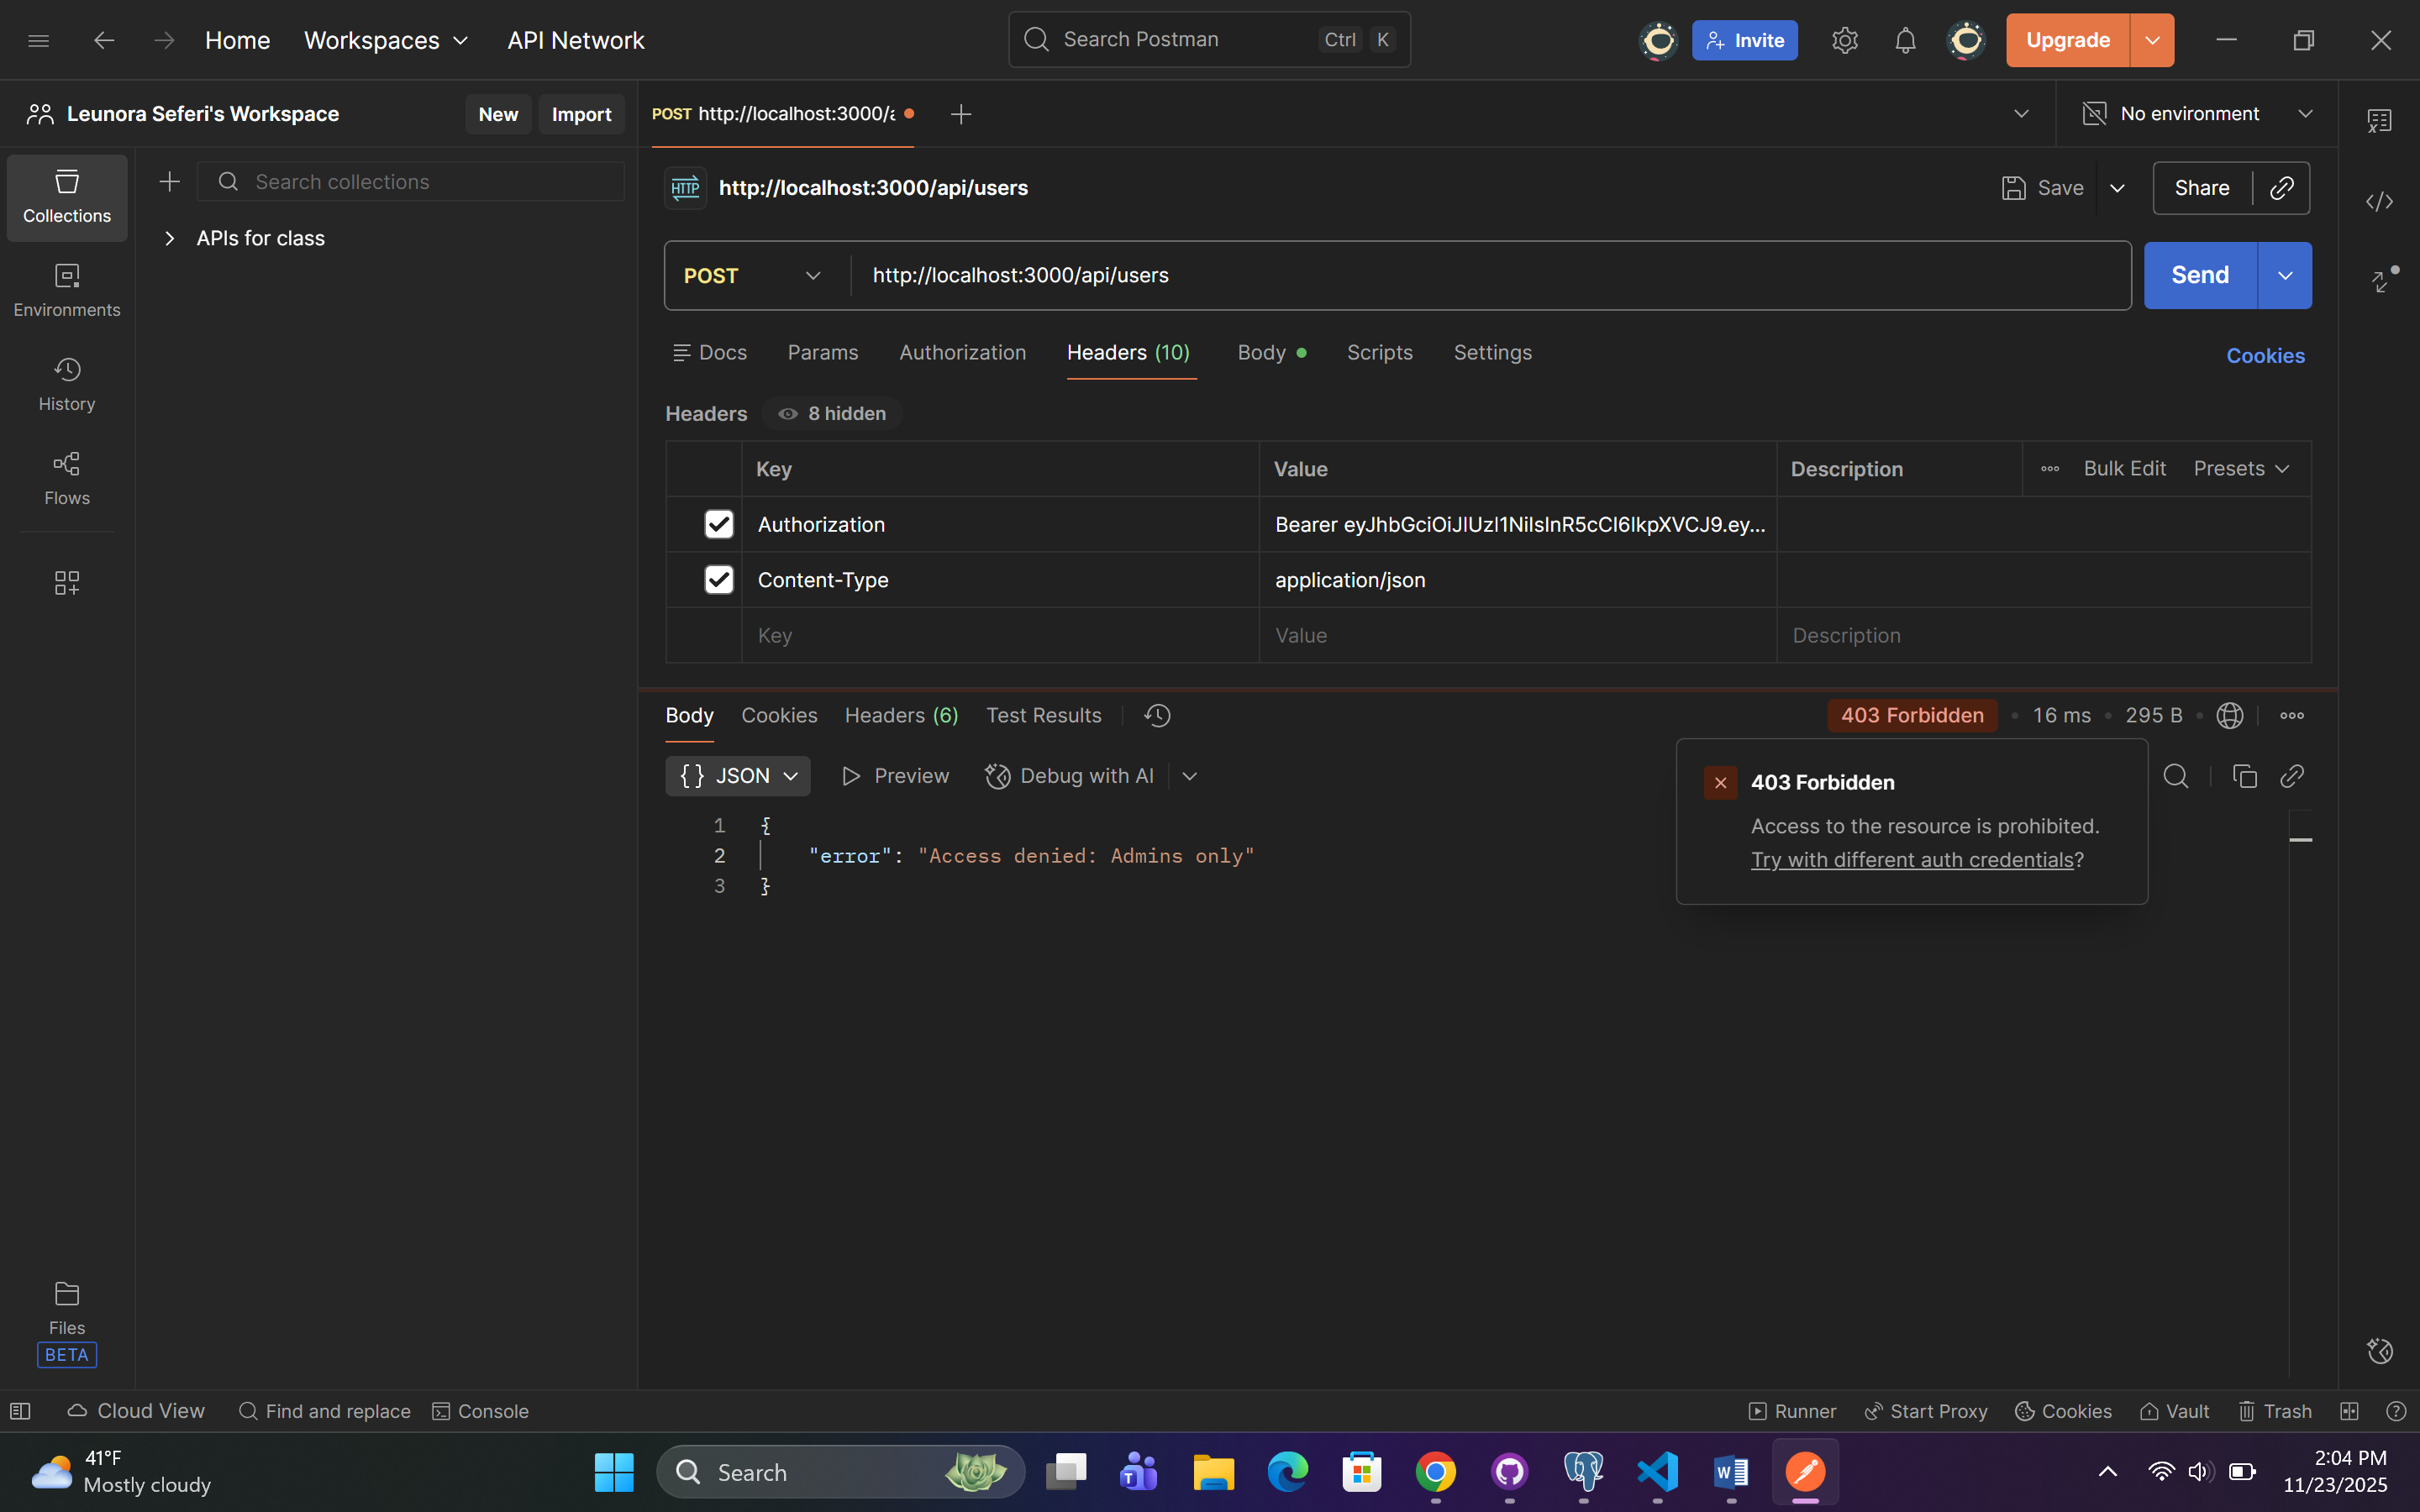 Home Workspaces API Network Search Postman Ctrl K Invite Upgrade
Leunora Seferi's Workspace New Import POST http://localhost:3000/a No environment
Collections
Environments
History
Flows
Files
BETA
Search collections
APIs for class
HTTP http://localhost:3000/api/users Save Share
POST http://localhost:3000/api/users Send
Docs Params Authorization Headers (10) Body Scripts Settings Cookies
Headers 8 hidden
Key Value Description Bulk Edit Presets
Authorization
Content-Type application/json
Key Value Description
Body Cookies Headers (6) Test Results 403 Forbidden 16 ms 295 B
{} JSON Preview Debug with AI
1 {
2 "error": "Access denied: Admins only"
3 }
403 Forbidden
Access to the resource is prohibited.
Try with different auth credentials?
Cloud View Find and replace Console Runner Start Proxy Cookies Vault Trash
41°F
Mostly cloudy
Search
2:04 PM
11/23/2025